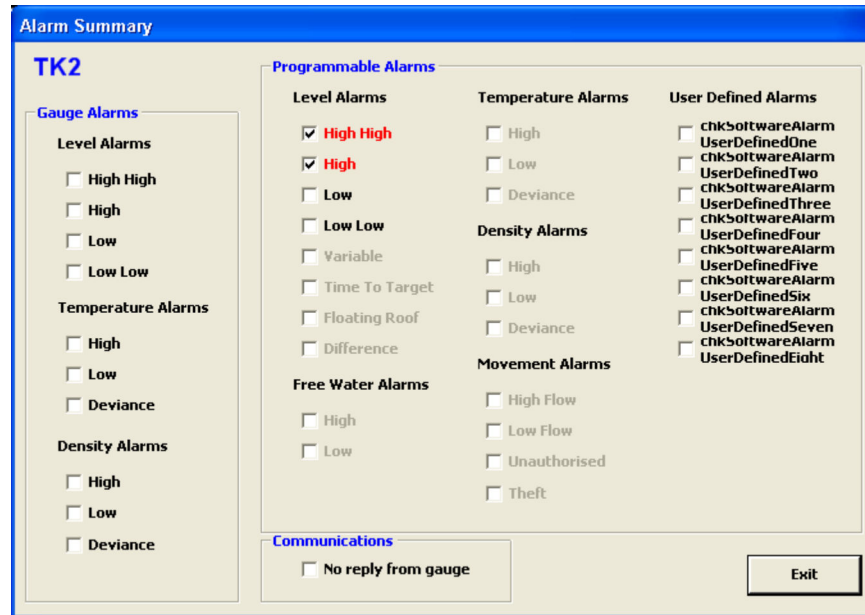 Alarm Summary
TK2
Gauge Alarms
Level Alarms
High High
High
Low
Low Low
Temperature Alarms
High
Low
Deviance
Density Alarms
High
Low
Deviance
Programmable Alarms
Level Alarms
High High
High
Low
Low Low
Variable
Time To Target
Floating Roof
Difference
Free Water Alarms
High
Low
Temperature Alarms
High
Low
Deviance
Density Alarms
High
Low
Deviance
Movement Alarms
High Flow
Low Flow
Unauthorised
Theft
User Defined Alarms
chkSoftwareAlarm
UserDefinedOne
chkSoftwareAlarm
UserDefinedTwo
chkSoftwareAlarm
UserDefinedThree
chkSoftwareAlarm
UserDefinedFour
chkSoftwareAlarm
UserDefinedFive
chkSoftwareAlarm
UserDefinedSix
chkSoftwareAlarm
UserDefinedSeven
chkSoftwareAlarm
UserDefinedEight
Communications
No reply from gauge
Exit